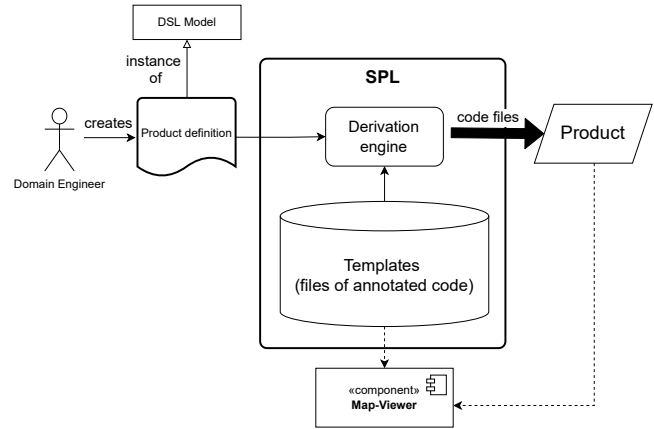 DSL Model
instance
of
SPL
creates
Product definition
Derivation
engine
code files
Product
Domain Engineer
Templates
(files of annotated code)
«component»
Map-Viewer